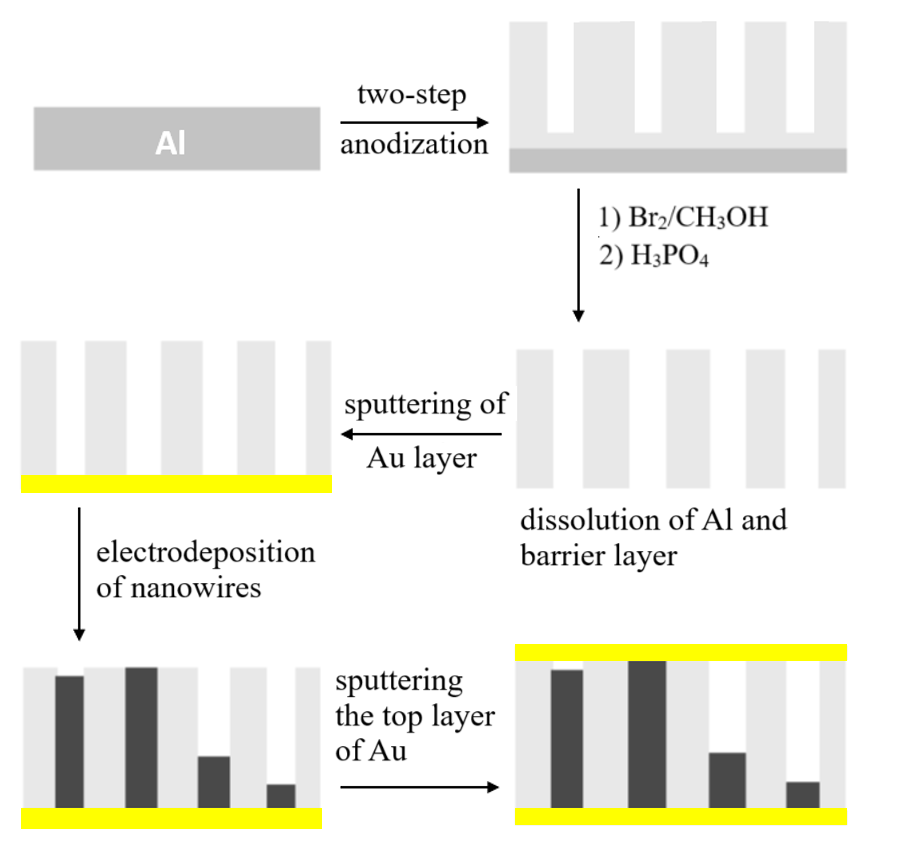 Al
two-step
anodization
1) Br₂/CH₃OH
2) H₃PO₄
dissolution of Al and
barrier layer
sputtering of
Au layer
electrodeposition
of nanowires
sputtering
the top layer
of Au